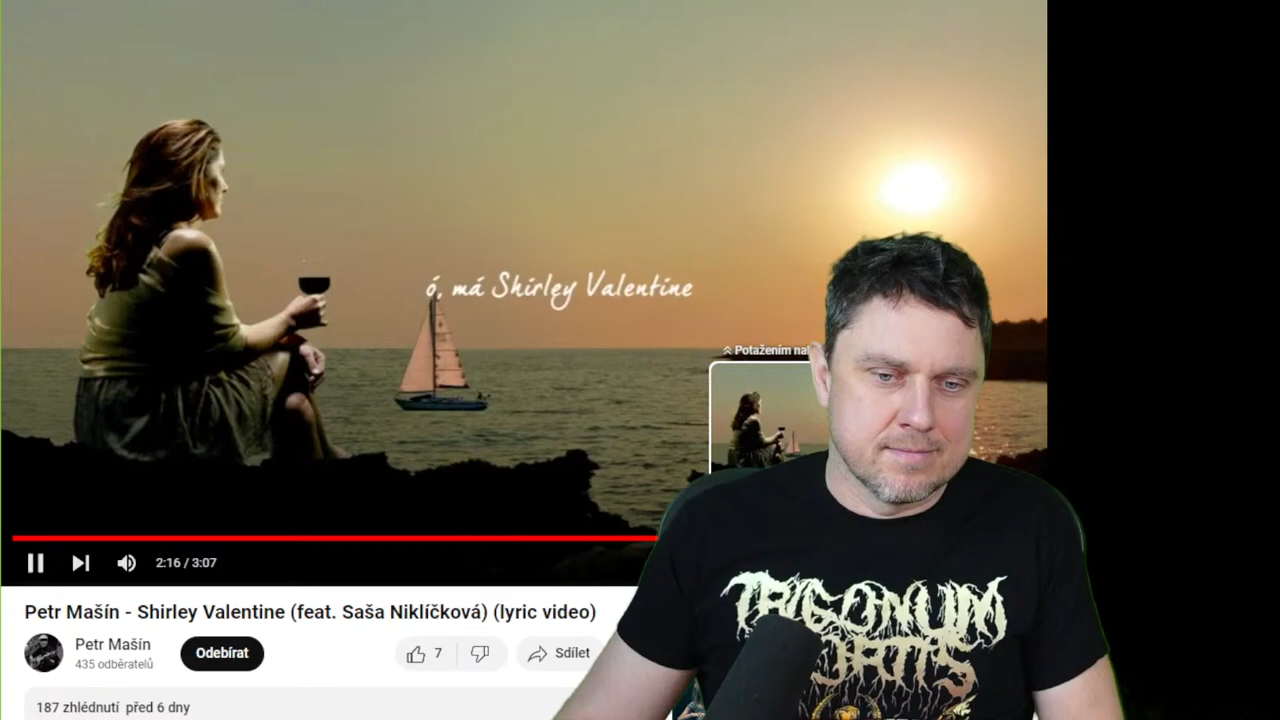 ó, má Shirley Valentine
Potažením
2:16 / 3:07
Petr Mašín - Shirley Valentine (feat. Saša Niklíčková) (lyric video)
Petr Mašín
435 odběratelů
Odebírat
7
Sdílet
187 zhlédnutí před 6 dny
TRIGONUM